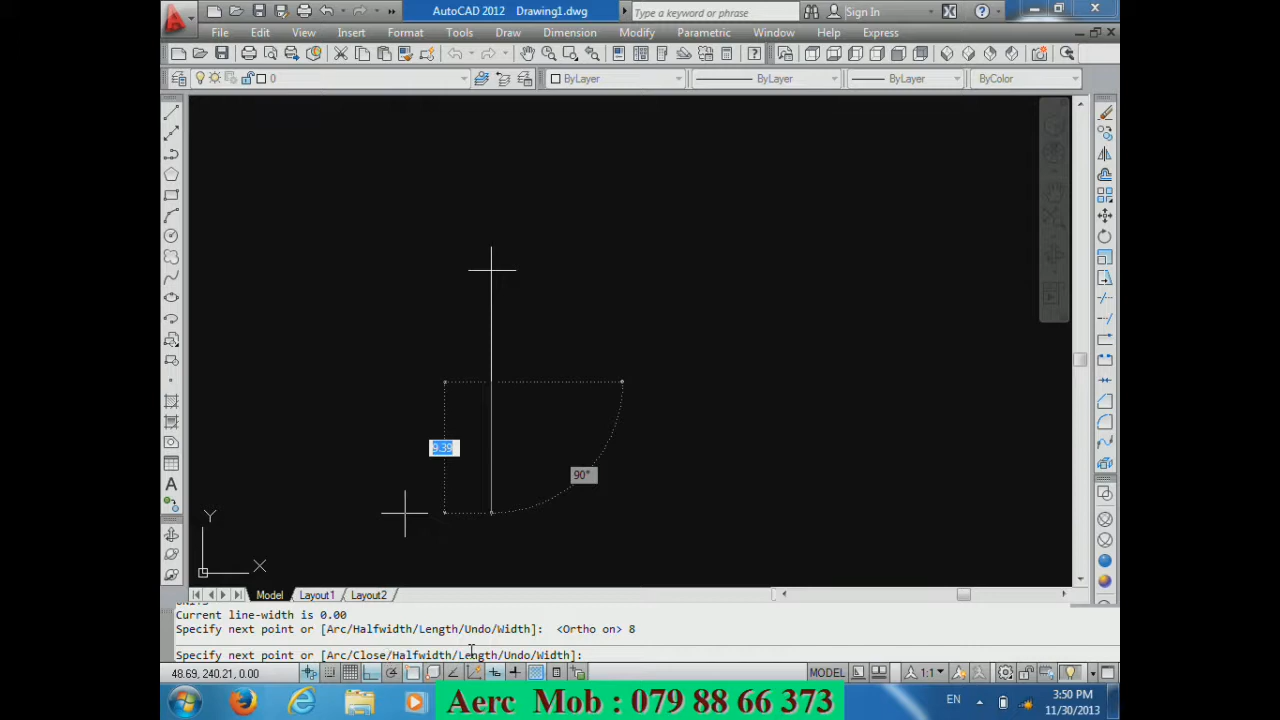 AutoCAD 2012 Drawing1.dwg
Type a keyword or phrase
Sign In
File Edit View Insert Format Tools Draw Dimension Modify Parametric Window Help Express
0
ByLayer
ByLayer
ByLayer
ByColor
9.39
90°
Y
X
Model Layout1 Layout2
Current line-width is 0.00
Specify next point or [Arc/Halfwidth/Length/Undo/Width]: <Ortho on> 8
Specify next point or [Arc/Close/Halfwidth/Length/Undo/Width]:
48.69, 240.21, 0.00
MODEL
1:1
Aerc Mob : 079 88 66 373
EN
3:50 PM
11/30/2013